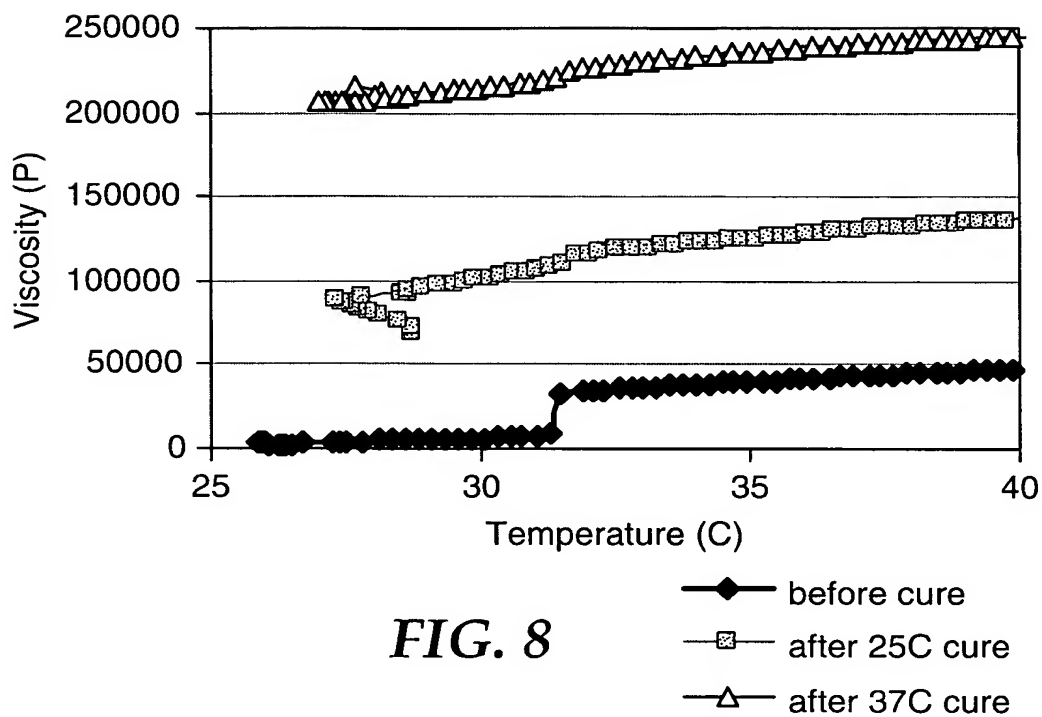 250000
200000
150000
100000
50000
0
Viscosity (P)
25 30 35 40
Temperature (C)
FIG. 8
before cure
after 25C cure
after 37C cure